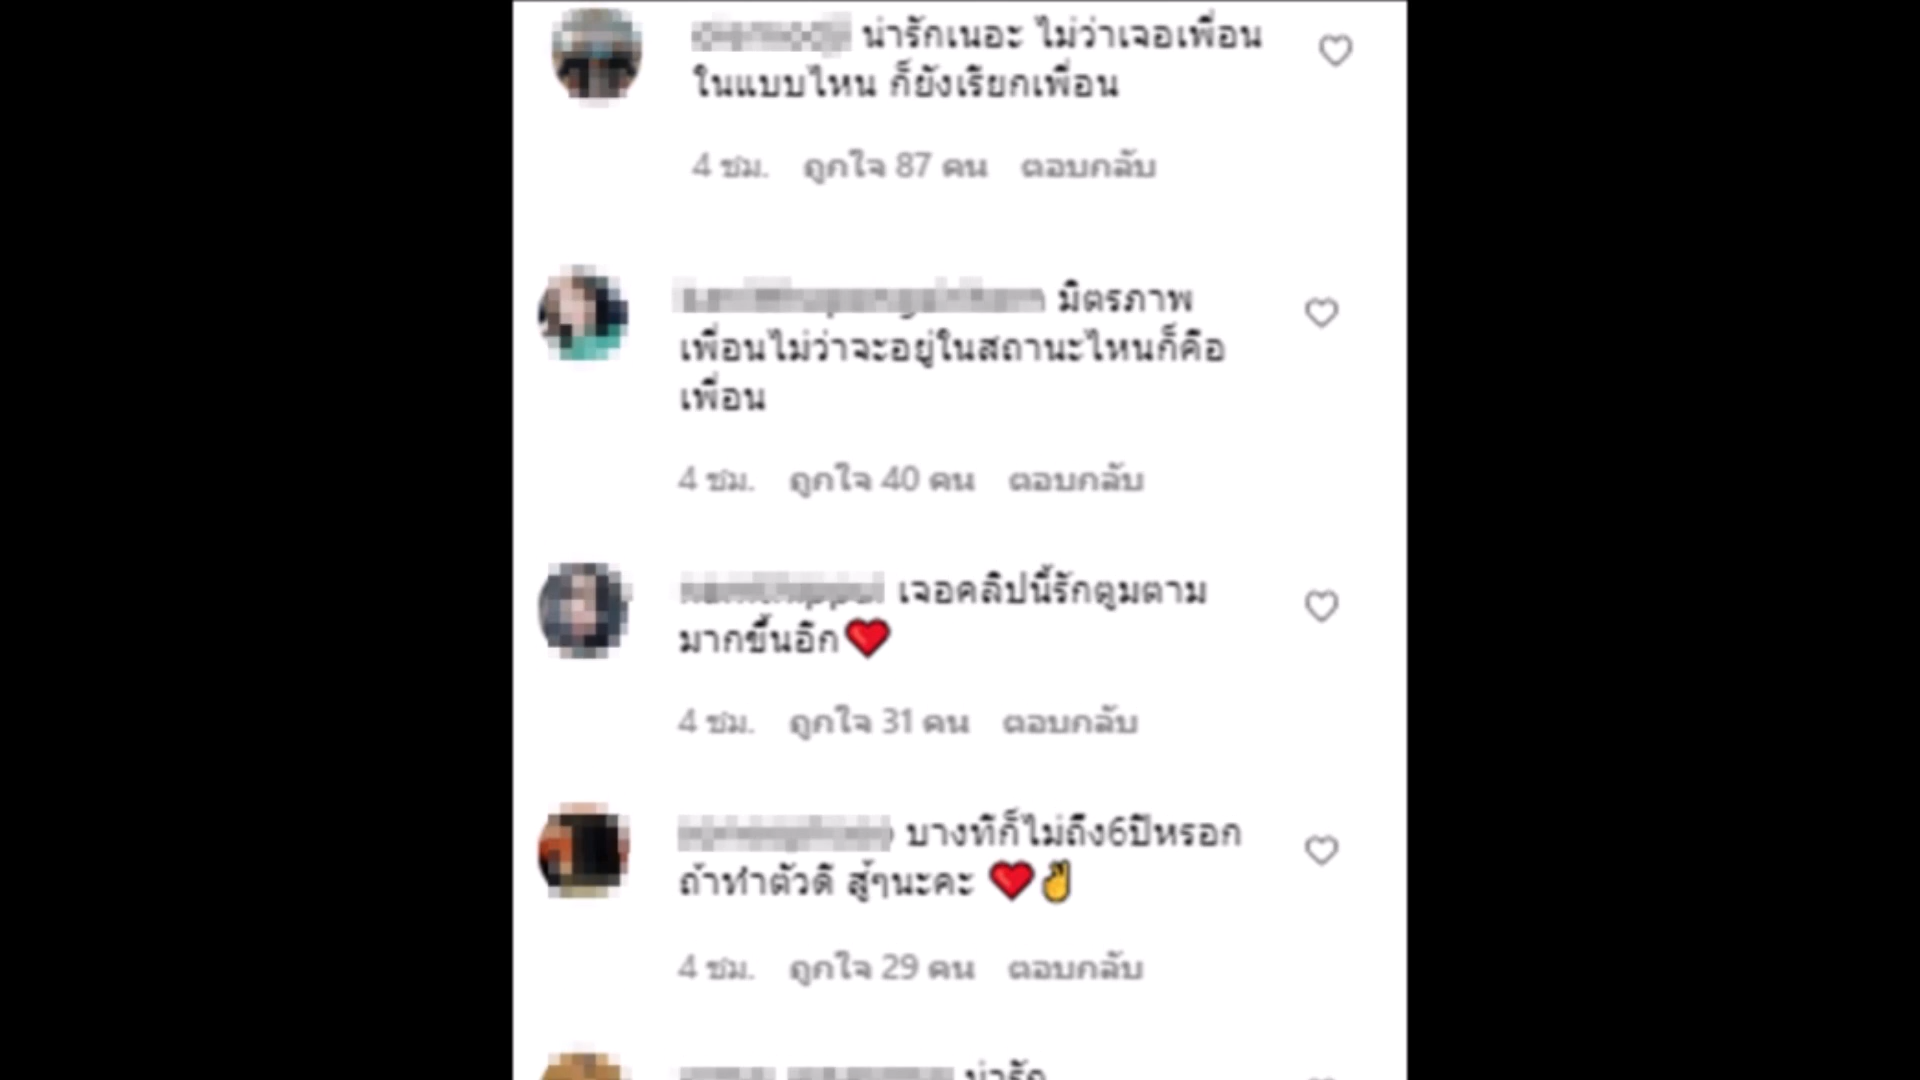 น่ารักเนอะ ไม่ว่าเจอเพื่อน
ในแบบไหน ก็ยังเรียกเพื่อน
4 ชม. ถูกใจ 87 คน ตอบกลับ
มิตรภาพ
เพื่อนไม่ว่าจะอยู่ในสถานะไหนก็คือ
เพื่อน
4 ชม. ถูกใจ 40 คน ตอบกลับ
เจอคลิปนี้รักตูมตาม
มากขึ้นอีก❤️
4 ชม. ถูกใจ 31 คน ตอบกลับ
บางทีก็ไม่ถึง6ปีหรอก
ถ้าทำตัวดี สู้ๆนะคะ ❤️✌️
4 ชม. ถูกใจ 29 คน ตอบกลับ
น่ารัก